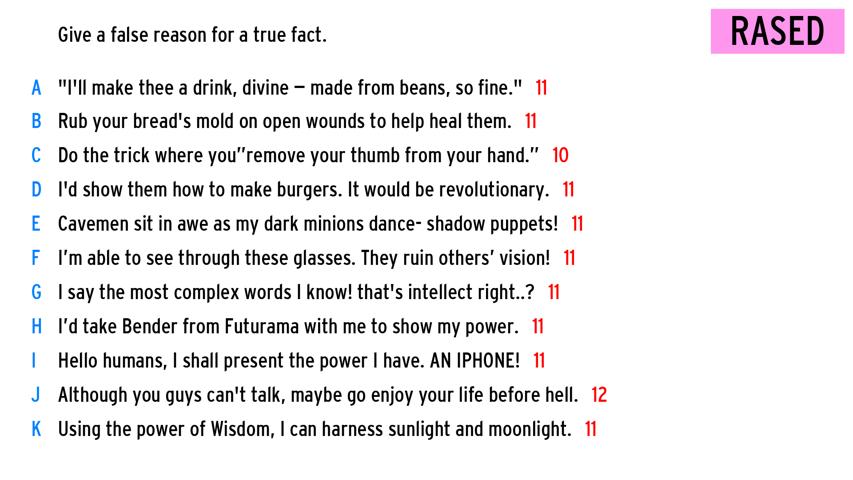 Give a false reason for a true fact.
RASED
A "I'll make thee a drink, divine – made from beans, so fine." 11
B Rub your bread's mold on open wounds to help heal them. 11
C Do the trick where you”remove your thumb from your hand.” 10
D I'd show them how to make burgers. It would be revolutionary. 11
E Cavemen sit in awe as my dark minions dance- shadow puppets! 11
F I’m able to see through these glasses. They ruin others’ vision! 11
G I say the most complex words I know! that's intellect right..? 11
H I’d take Bender from Futurama with me to show my power. 11
I Hello humans, I shall present the power I have. AN IPHONE! 11
J Although you guys can't talk, maybe go enjoy your life before hell. 12
K Using the power of Wisdom, I can harness sunlight and moonlight. 11